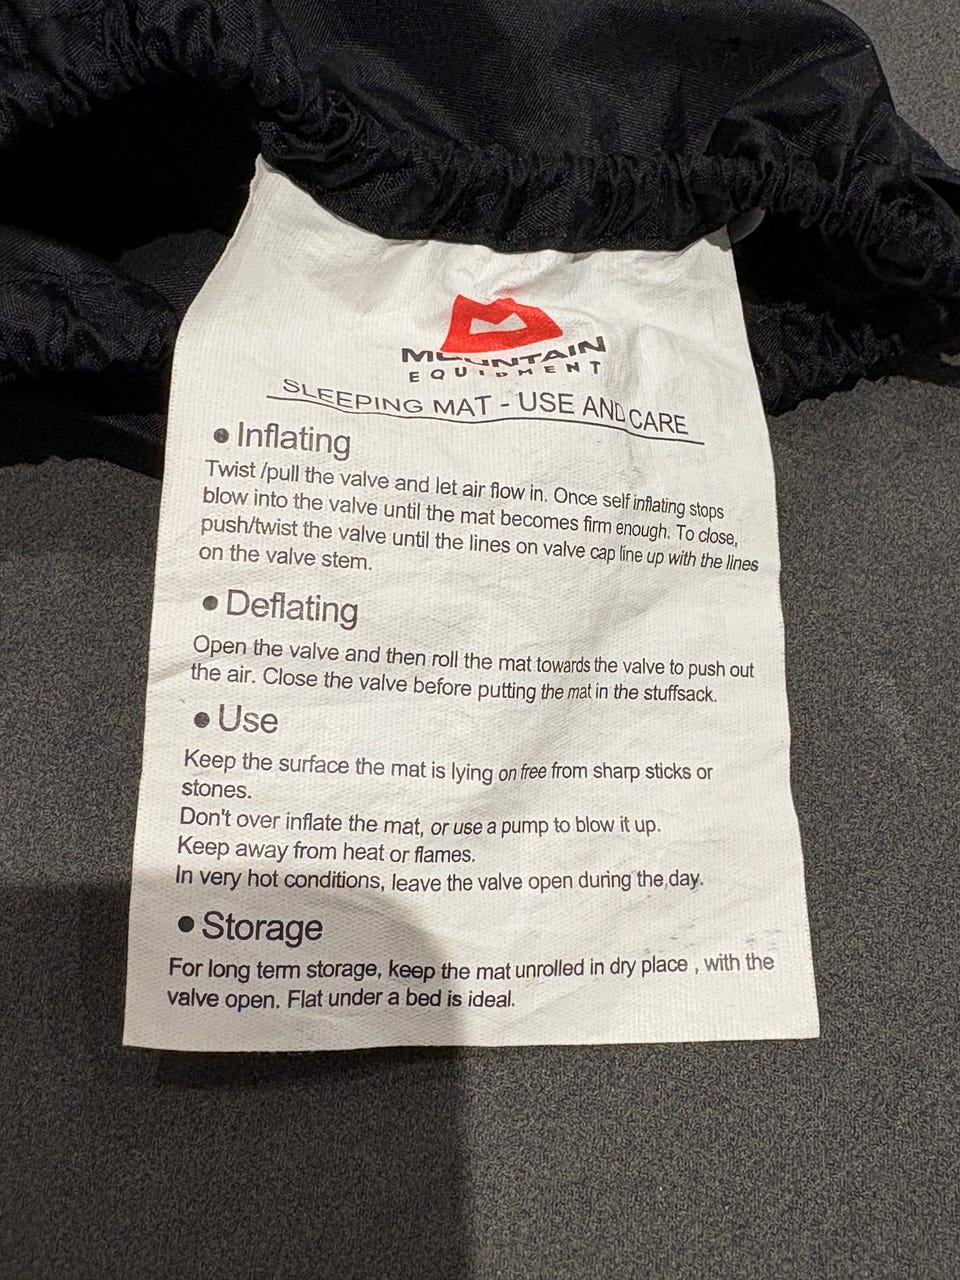 MOUNTAIN
EQUIPMENT
SLEEPING MAT - USE AND CARE
● Inflating
Twist /pull the valve and let air flow in. Once self inflating stops
blow into the valve until the mat becomes firm enough. To close,
push/twist the valve until the lines on valve cap line up with the lines
on the valve stem.
● Deflating
Open the valve and then roll the mat towards the valve to push out
the air. Close the valve before putting the mat in the stuffsack.
● Use
Keep the surface the mat is lying on free from sharp sticks or
stones.
Don't over inflate the mat, or use a pump to blow it up.
Keep away from heat or flames.
In very hot conditions, leave the valve open during the day.
● Storage
For long term storage, keep the mat unrolled in dry place , with the
valve open. Flat under a bed is ideal.